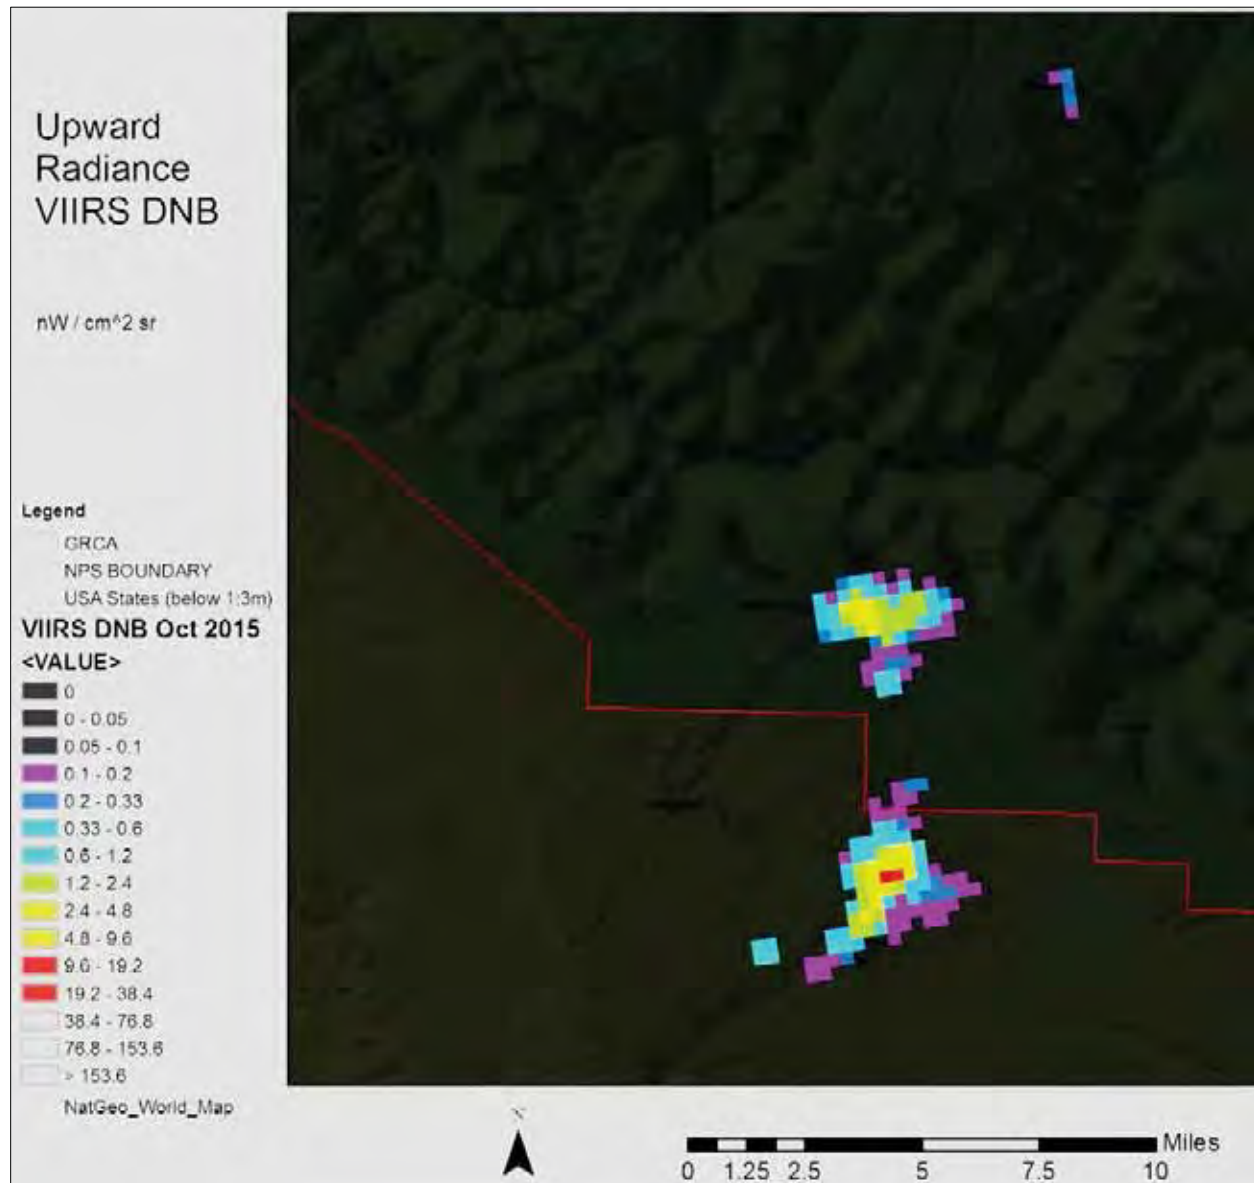 Upward
Radiance
VIIRS DNB
nW / cm^2 sr
Legend
GRCA
NPS BOUNDARY
USA States (below 1:3m)
VIIRS DNB Oct 2015
<VALUE>
0
0 - 0.05
0.05 - 0.1
0.1 - 0.2
0.2 - 0.33
0.33 - 0.6
0.6 - 1.2
1.2 - 2.4
2.4 - 4.8
4.8 - 9.6
9.6 - 19.2
19.2 - 38.4
38.4 - 76.8
76.8 - 153.6
> 153.6
NatGeo_World_Map
N
Miles
0 1.25 2.5 5 7.5 10